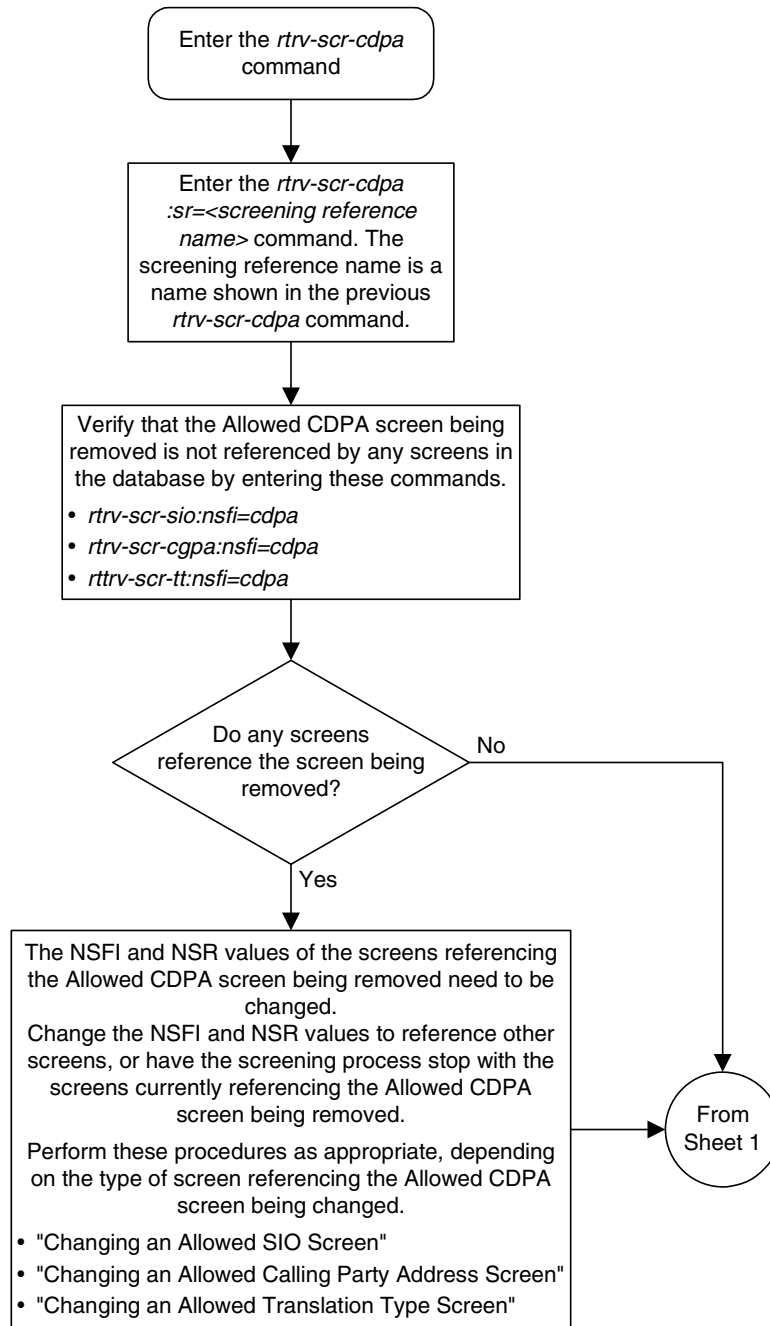 Enter the rtrv-scr-cdpa
command
Enter the rtrv-scr-cdpa
:sr=<screening reference
name> command. The
screening reference name is a
name shown in the previous
rtrv-scr-cdpa command.
Verify that the Allowed CDPA screen being
removed is not referenced by any screens in
the database by entering these commands.
• rtrv-scr-sio:nsfi=cdpa
• rtrv-scr-cgpa:nsfi=cdpa
• rttrv-scr-tt:nsfi=cdpa
Do any screens
reference the screen being
removed?
No
Yes
The NSFI and NSR values of the screens referencing
the Allowed CDPA screen being removed need to be
changed.
Change the NSFI and NSR values to reference other
screens, or have the screening process stop with the
screens currently referencing the Allowed CDPA
screen being removed.
Perform these procedures as appropriate, depending
on the type of screen referencing the Allowed CDPA
screen being changed.
• "Changing an Allowed SIO Screen"
• "Changing an Allowed Calling Party Address Screen"
• "Changing an Allowed Translation Type Screen"
From
Sheet 1